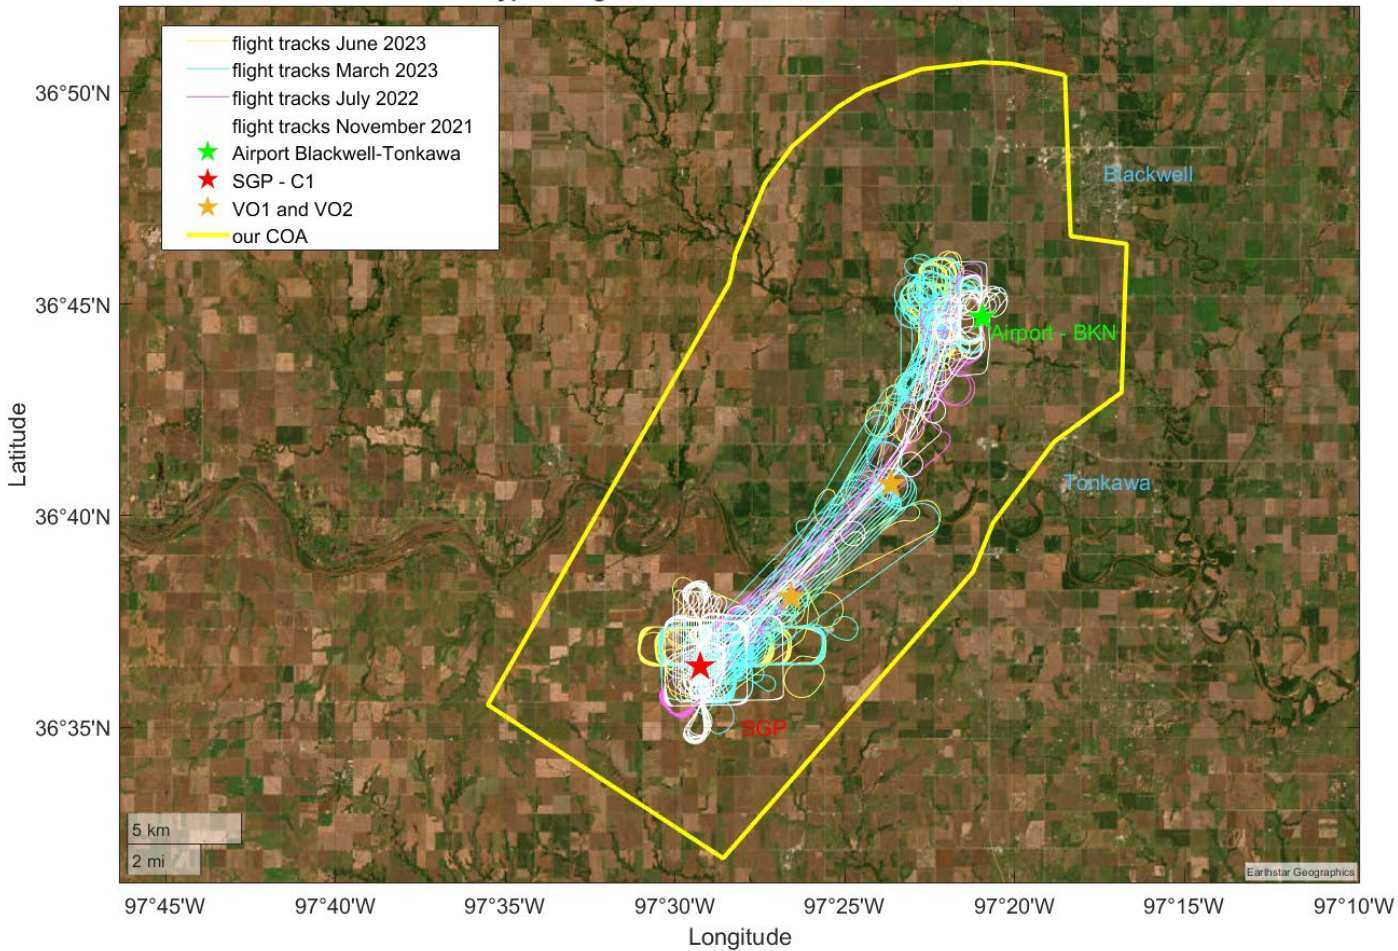 flight tracks June 2023
flight tracks March 2023
flight tracks July 2022
flight tracks November 2021
Airport Blackwell-Tonkawa
SGP - C1
VO1 and VO2
our COA
36°50'N
36°45'N
36°40'N
36°35'N
Latitude
Blackwell
Airport - BKN
Tonkawa
SGP
5 km
2 mi
Earthstar Geographics
97°45'W 97°40'W 97°35'W 97°30'W 97°25'W 97°20'W 97°15'W 97°10'W
Longitude